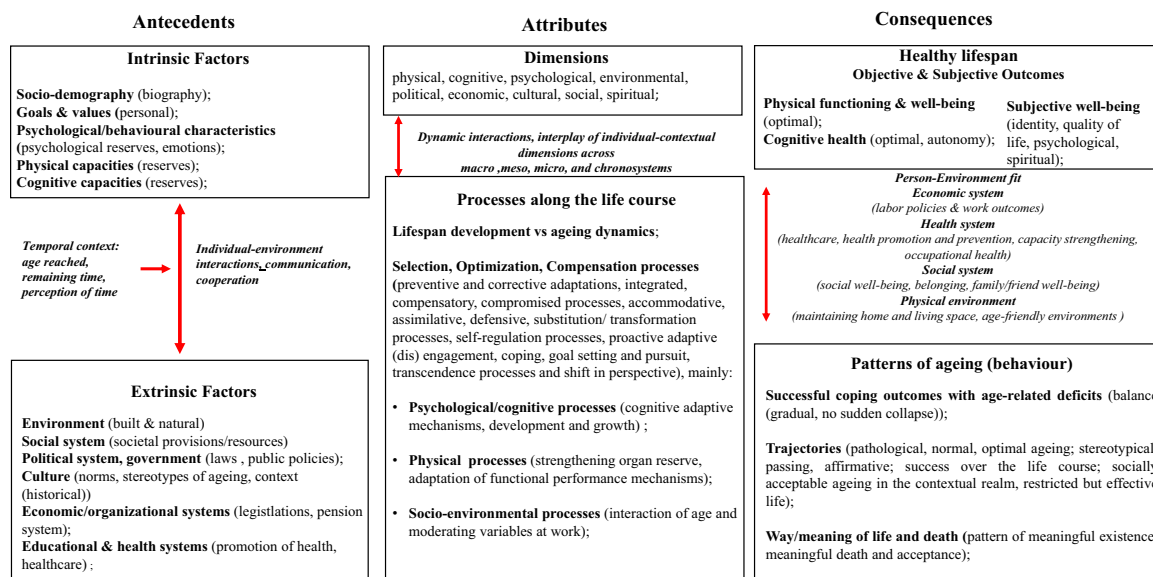 Antecedents
Intrinsic Factors
Socio-demography (biography);
Goals & values (personal);
Psychological/behavioural characteristics
(psychological reserves, emotions);
Physical capacities (reserves);
Cognitive capacities (reserves);
Temporal context:
age reached,
remaining time,
perception of time
Individual-environment
interactions, communication,
cooperation
Extrinsic Factors
Environment (built & natural)
Social system (societal provisions/resources)
Political system, government (laws , public policies);
Culture (norms, stereotypes of ageing, context
(historical))
Economic/organizational systems (legistlations, pension
system);
Educational & health systems (promotion of health,
healthcare) ;
Attributes
Dimensions
physical, cognitive, psychological, environmental,
political, economic, cultural, social, spiritual;
Dynamic interactions, interplay of individual-contextual
dimensions across
macro ,meso, micro, and chronosystems
Processes along the life course
Lifespan development vs ageing dynamics;
Selection, Optimization, Compensation processes
(preventive and corrective adaptations, integrated,
compensatory, compromised processes, accommodative,
assimilative, defensive, substitution/ transformation
processes, self-regulation processes, proactive adaptive
(dis) engagement, coping, goal setting and pursuit,
transcendence processes and shift in perspective), mainly:
• Psychological/cognitive processes (cognitive adaptive
mechanisms, development and growth) ;
• Physical processes (strengthening organ reserve,
adaptation of functional performance mechanisms);
• Socio-environmental processes (interaction of age and
moderating variables at work);
Consequences
Healthy lifespan
Objective & Subjective Outcomes
Physical functioning & well-being
(optimal);
Cognitive health (optimal, autonomy);
Subjective well-being
(identity, quality of
life, psychological,
spiritual);
Person-Environment fit
Economic system
(labor policies & work outcomes)
Health system
(healthcare, health promotion and prevention, capacity strengthening,
occupational health)
Social system
(social well-being, belonging, family/friend well-being)
Physical environment
(maintaining home and living space, age-friendly environments )
Patterns of ageing (behaviour)
Successful coping outcomes with age-related deficits (balance
(gradual, no sudden collapse));
Trajectories (pathological, normal, optimal ageing; stereotypical,
passing, affirmative; success over the life course; socially
acceptable ageing in the contextual realm, restricted but effective
life);
Way/meaning of life and death (pattern of meaningful existence,
meaningful death and acceptance);